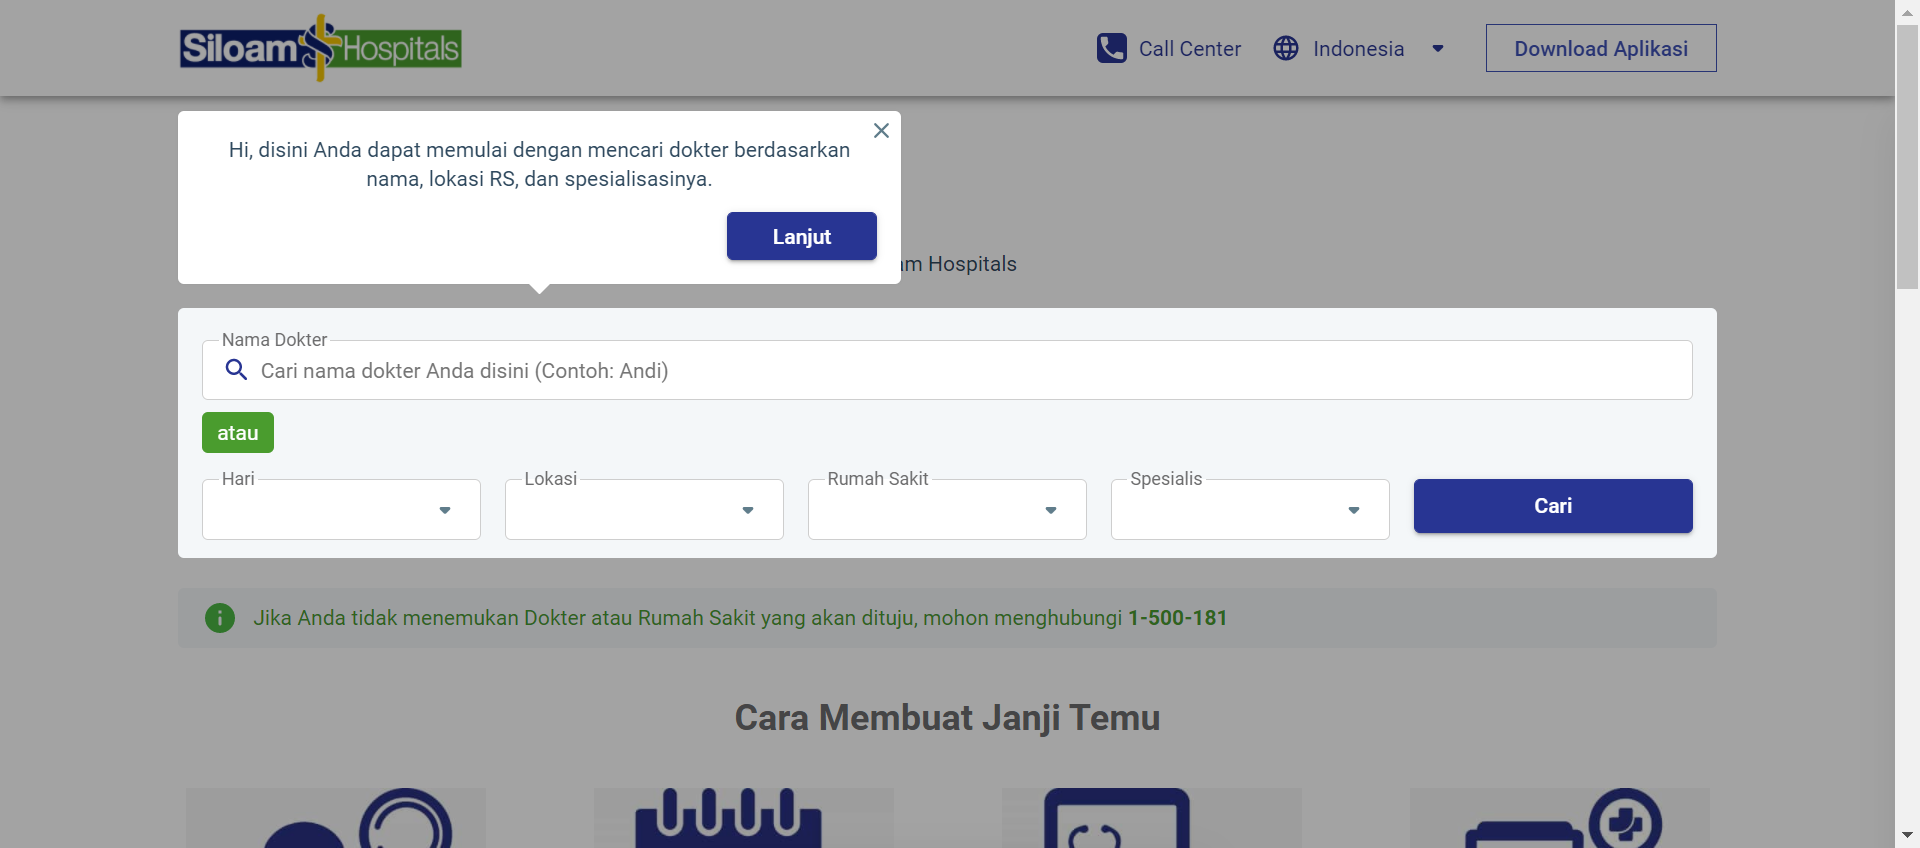 Siloam Hospitals
Call Center
Indonesia
Download Aplikasi
Hi, disini Anda dapat memulai dengan mencari dokter berdasarkan
nama, lokasi RS, dan spesialisasinya.
Lanjut
Hospitals
Nama Dokter
Cari nama dokter Anda disini (Contoh: Andi)
atau
Hari
Lokasi
Rumah Sakit
Spesialis
Cari
Jika Anda tidak menemukan Dokter atau Rumah Sakit yang akan dituju, mohon menghubungi 1-500-181
Cara Membuat Janji Temu